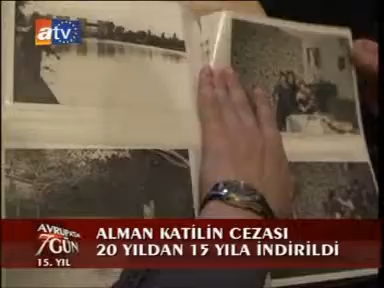 atv
AVRUPA'DA
7 GÜN
15. YIL
ALMAN KATİLİN CEZASI
20 YILDAN 15 YILA İNDİRİLDİ